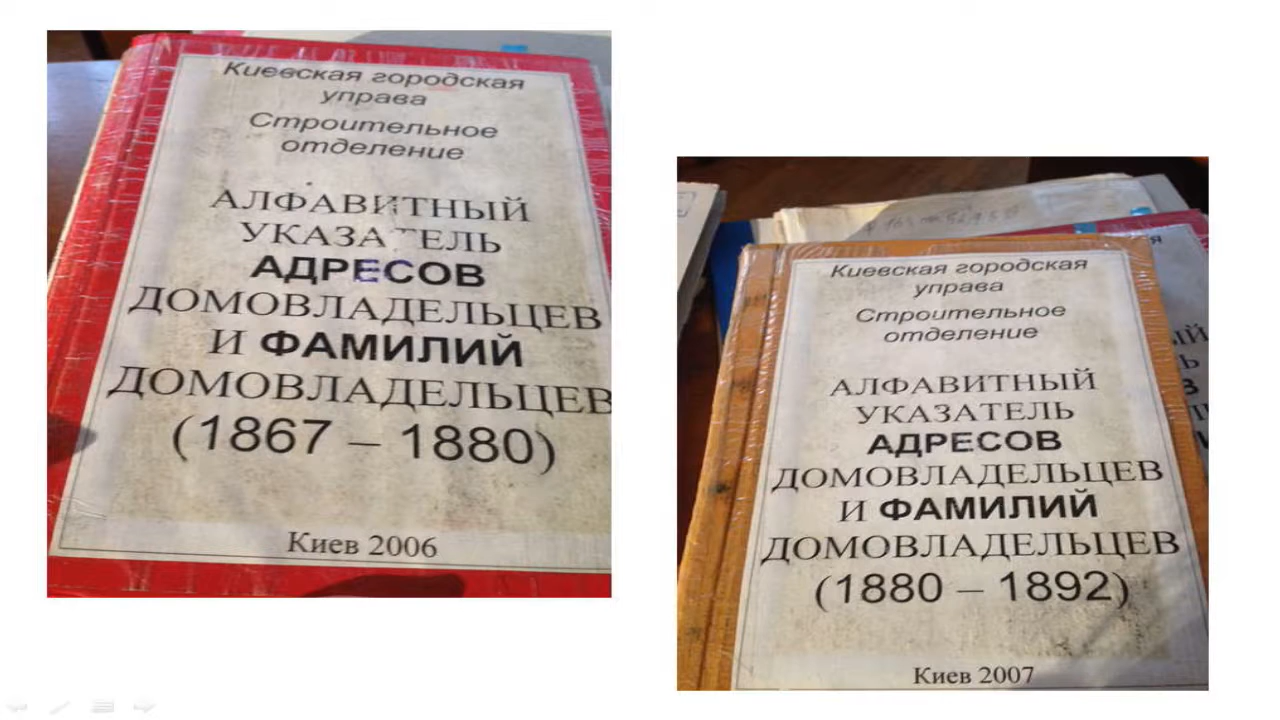 Киевская городская
управа
Строительное
отделение
АЛФАВИТНЫЙ
УКАЗАТЕЛЬ
АДРЕСОВ
ДОМОВЛАДЕЛЬЦЕВ
И ФАМИЛИЙ
ДОМОВЛАДЕЛЬЦЕВ
(1867 – 1880)
Киев 2006
Киевская городская
управа
Строительное
отделение
АЛФАВИТНЫЙ
УКАЗАТЕЛЬ
АДРЕСОВ
ДОМОВЛАДЕЛЬЦЕВ
И ФАМИЛИЙ
ДОМОВЛАДЕЛЬЦЕВ
(1880 – 1892)
Киев 2007